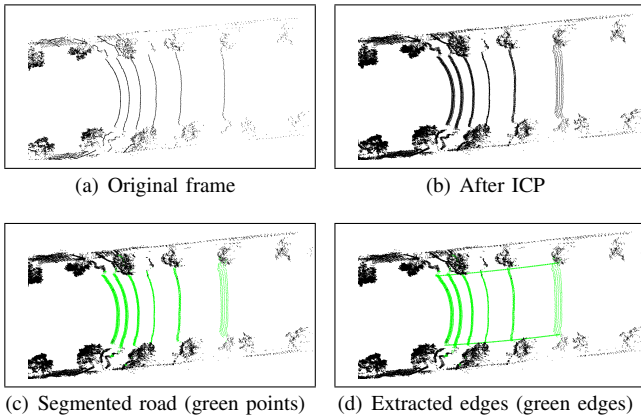 (a) Original frame
(b) After ICP
(c) Segmented road (green points)
(d) Extracted edges (green edges)